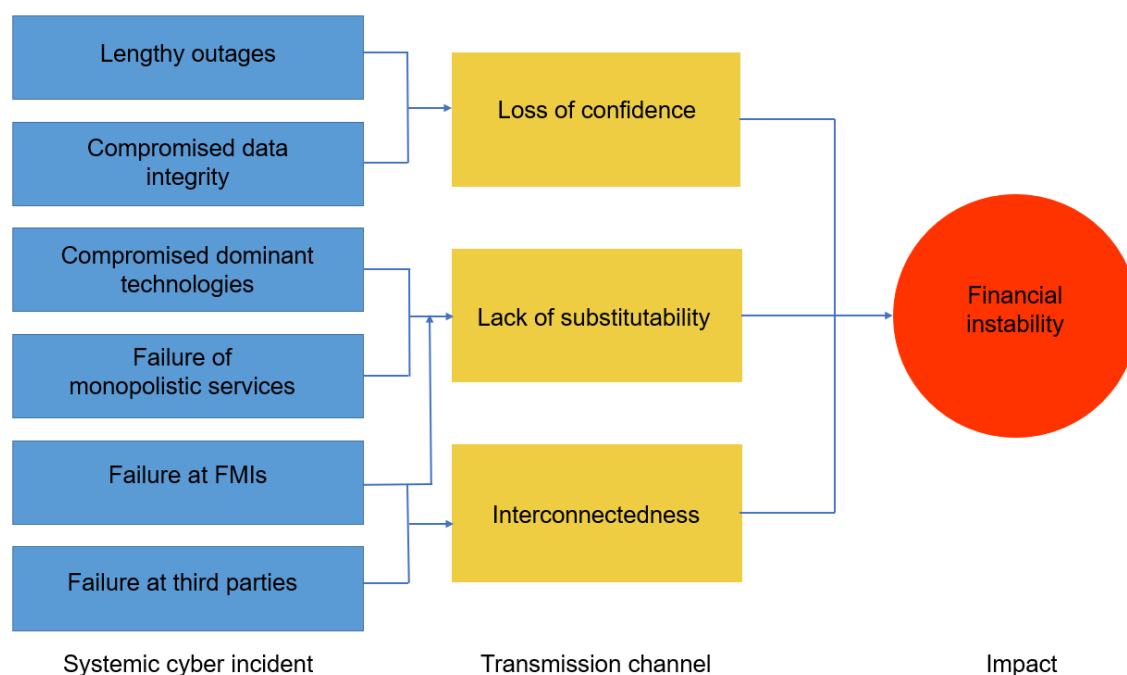 Lengthy outages
Compromised data
integrity
Compromised dominant
technologies
Failure of
monopolistic services
Failure at FMIs
Failure at third parties
Systemic cyber incident
Loss of confidence
Lack of substitutability
Interconnectedness
Transmission channel
Financial
instability
Impact